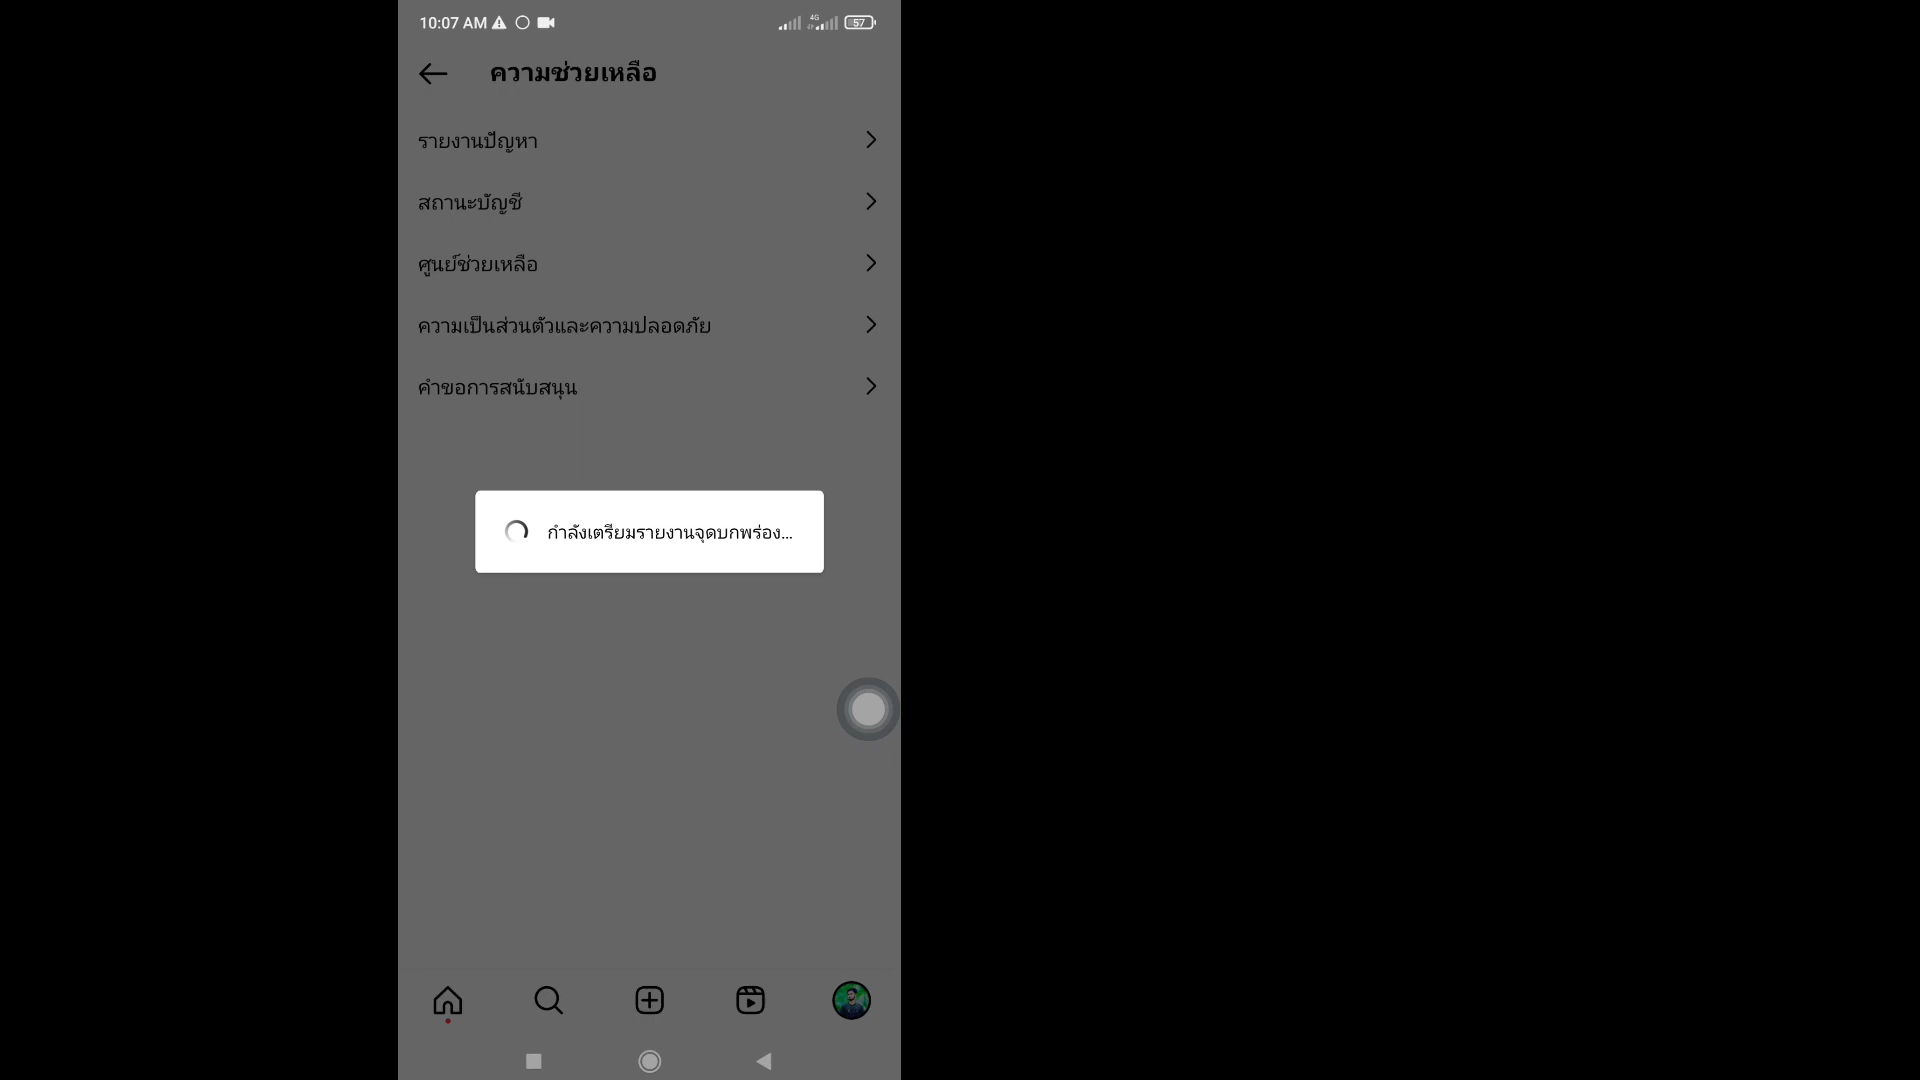 10:07 AM
4G
57
ความช่วยเหลือ
รายงานปัญหา
สถานะบัญชี
ศูนย์ช่วยเหลือ
ความเป็นส่วนตัวและความปลอดภัย
คำขอการสนับสนุน
กำลังเตรียมรายงานจุดบกพร่อง...